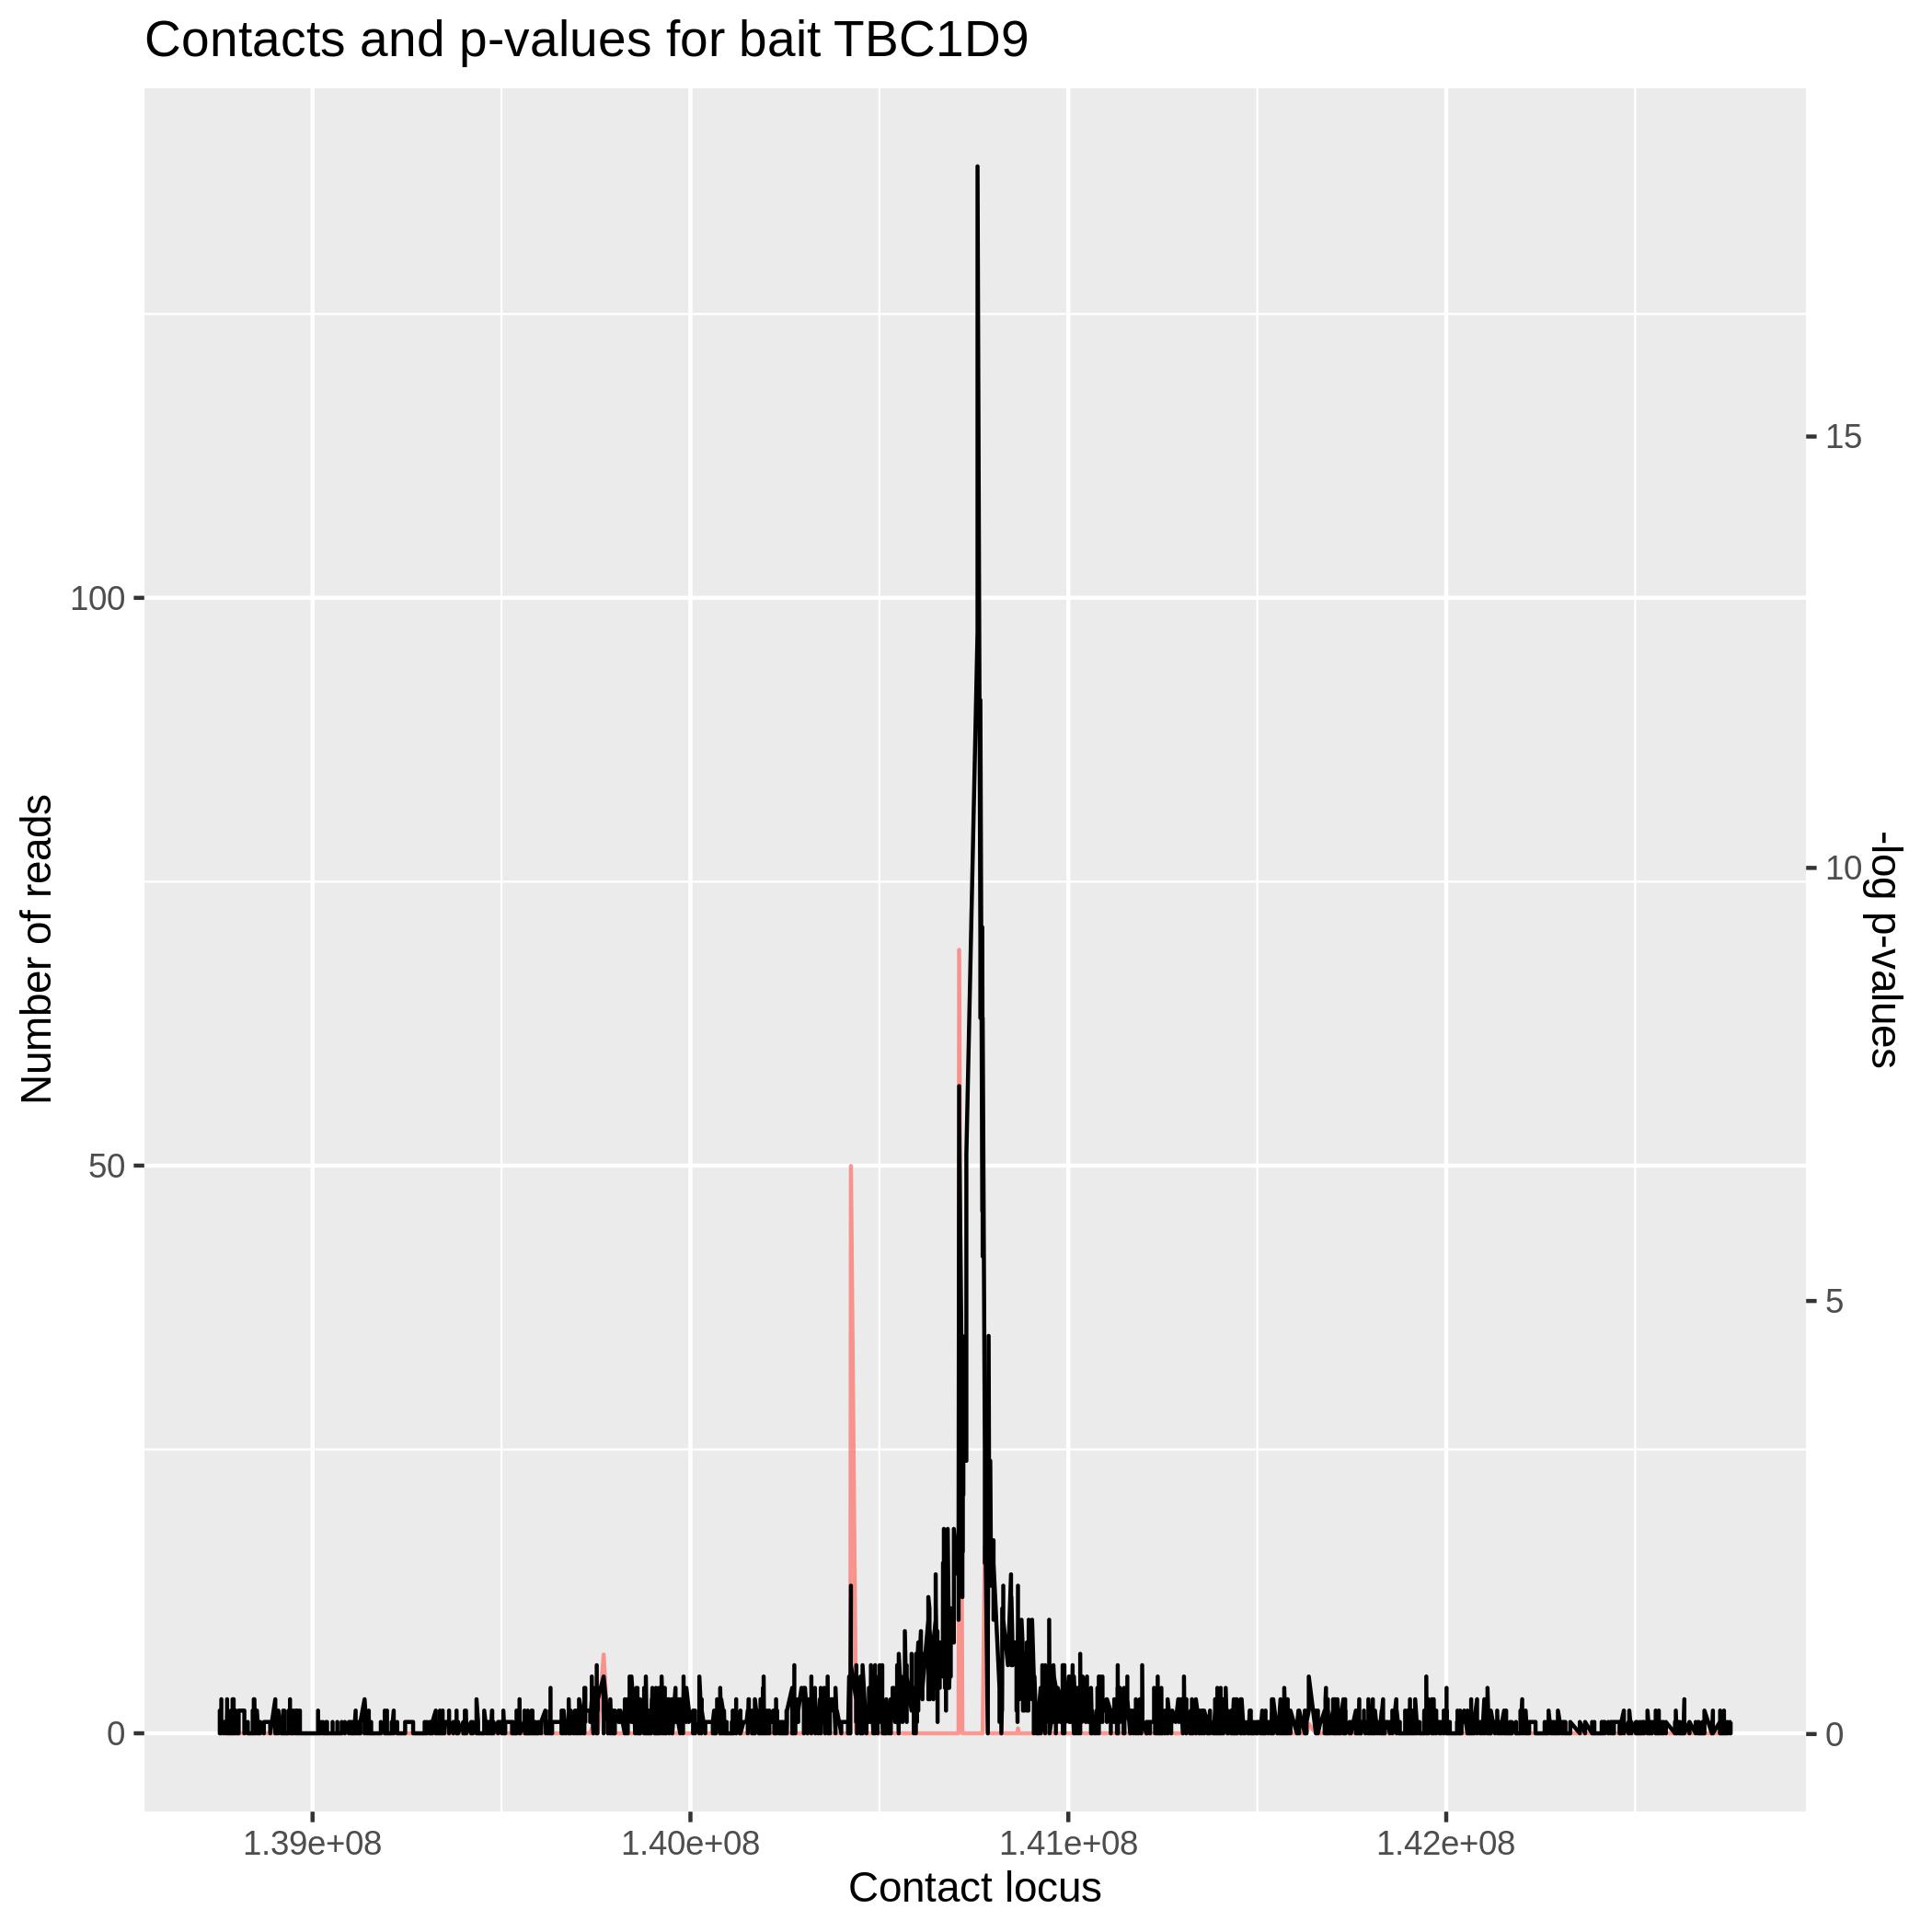 Contacts and p-values for bait TBC1D9
Number of reads
100
50
0
15
10
5
0
-log p-values
1.39e+08
1.40e+08
1.41e+08
1.42e+08
Contact locus